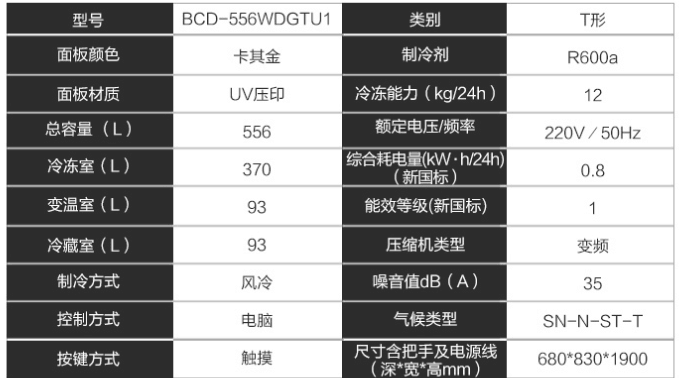 型号 BCD-556WDGTU1 类别 T形
面板颜色 卡其金 制冷剂 R600a
面板材质 UV压印 冷冻能力（kg/24h） 12
总容量（L） 556 额定电压/频率 220V／50Hz
冷冻室（L） 370 综合耗电量(kW·h/24h)
（新国标） 0.8
变温室（L） 93 能效等级(新国标) 1
冷藏室（L） 93 压缩机类型 变频
制冷方式 风冷 噪音值dB（A） 35
控制方式 电脑 气候类型 SN-N-ST-T
按键方式 触摸 尺寸含把手及电源线
（深*宽*高mm） 680*830*1900